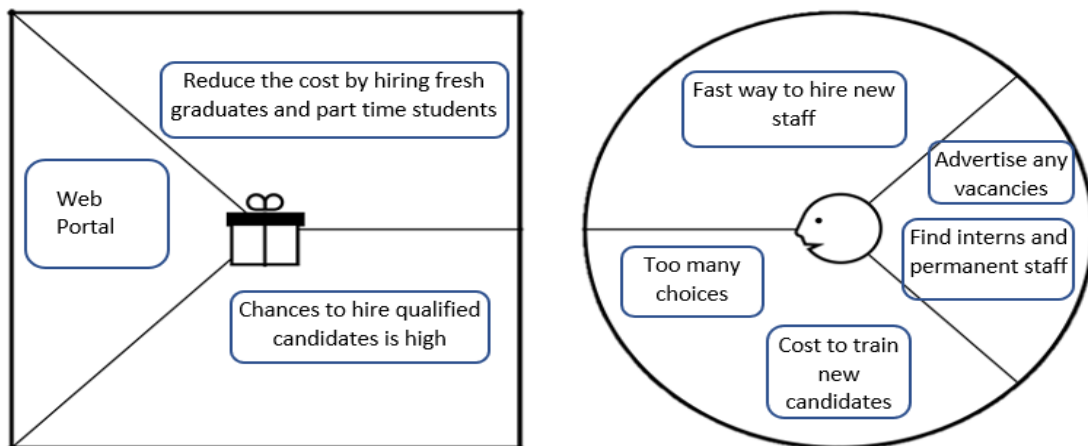 Reduce the cost by hiring fresh
graduates and part time students
Web
Portal
Chances to hire qualified
candidates is high
Fast way to hire new
staff
Advertise any
vacancies
Find interns and
permanent staff
Too many
choices
Cost to train
new
candidates